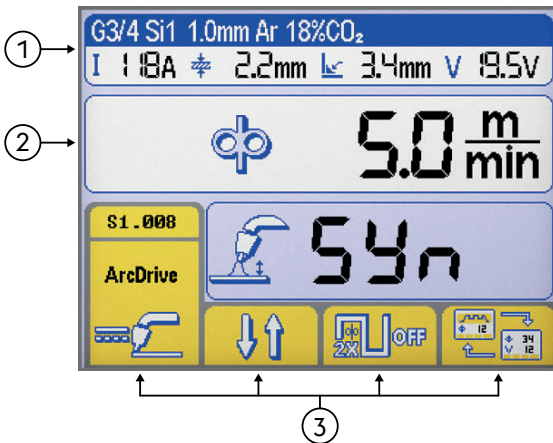 G3/4 Si1 1.0mm Ar 18%CO₂
I 118A 2.2mm 3.4mm V 19.5V
5.0 m/min
S1.008
Syn
ArcDrive
2X OFF
12 34
V 12
1
2
3